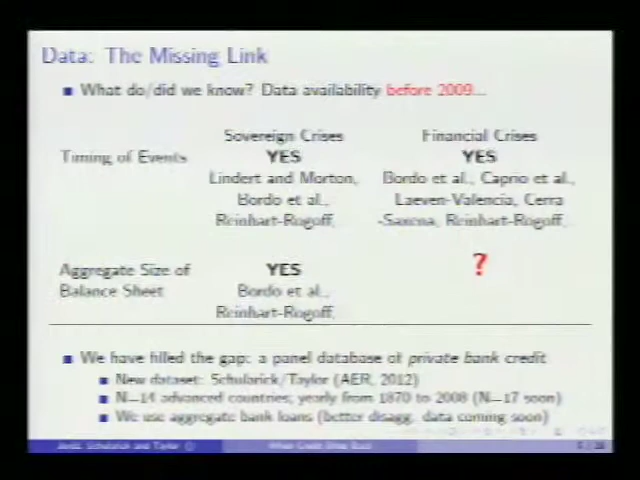 Data: The Missing Link
What do/did we know? Data availability before 2009...
Sovereign Crises Financial Crises
Timing of Events YES YES
Lindert and Morton, Bordo et al., Caprio et al.,
Bordo et al., Laeven-Valencia, Cerra
Reinhart-Rogoff, -Saxena, Reinhart-Rogoff,
Aggregate Size of YES ?
Balance Sheet Bordo et al.,
Reinhart-Rogoff,
We have filled the gap: a panel database of private bank credit
New dataset: Schularick/Taylor (AER, 2012)
N=14 advanced countries, yearly from 1870 to 2008 (N=17 soon)
We use aggregate bank loans (better disagg. data coming soon)
Jordà, Schularick and Taylor () When Credit Bites Back